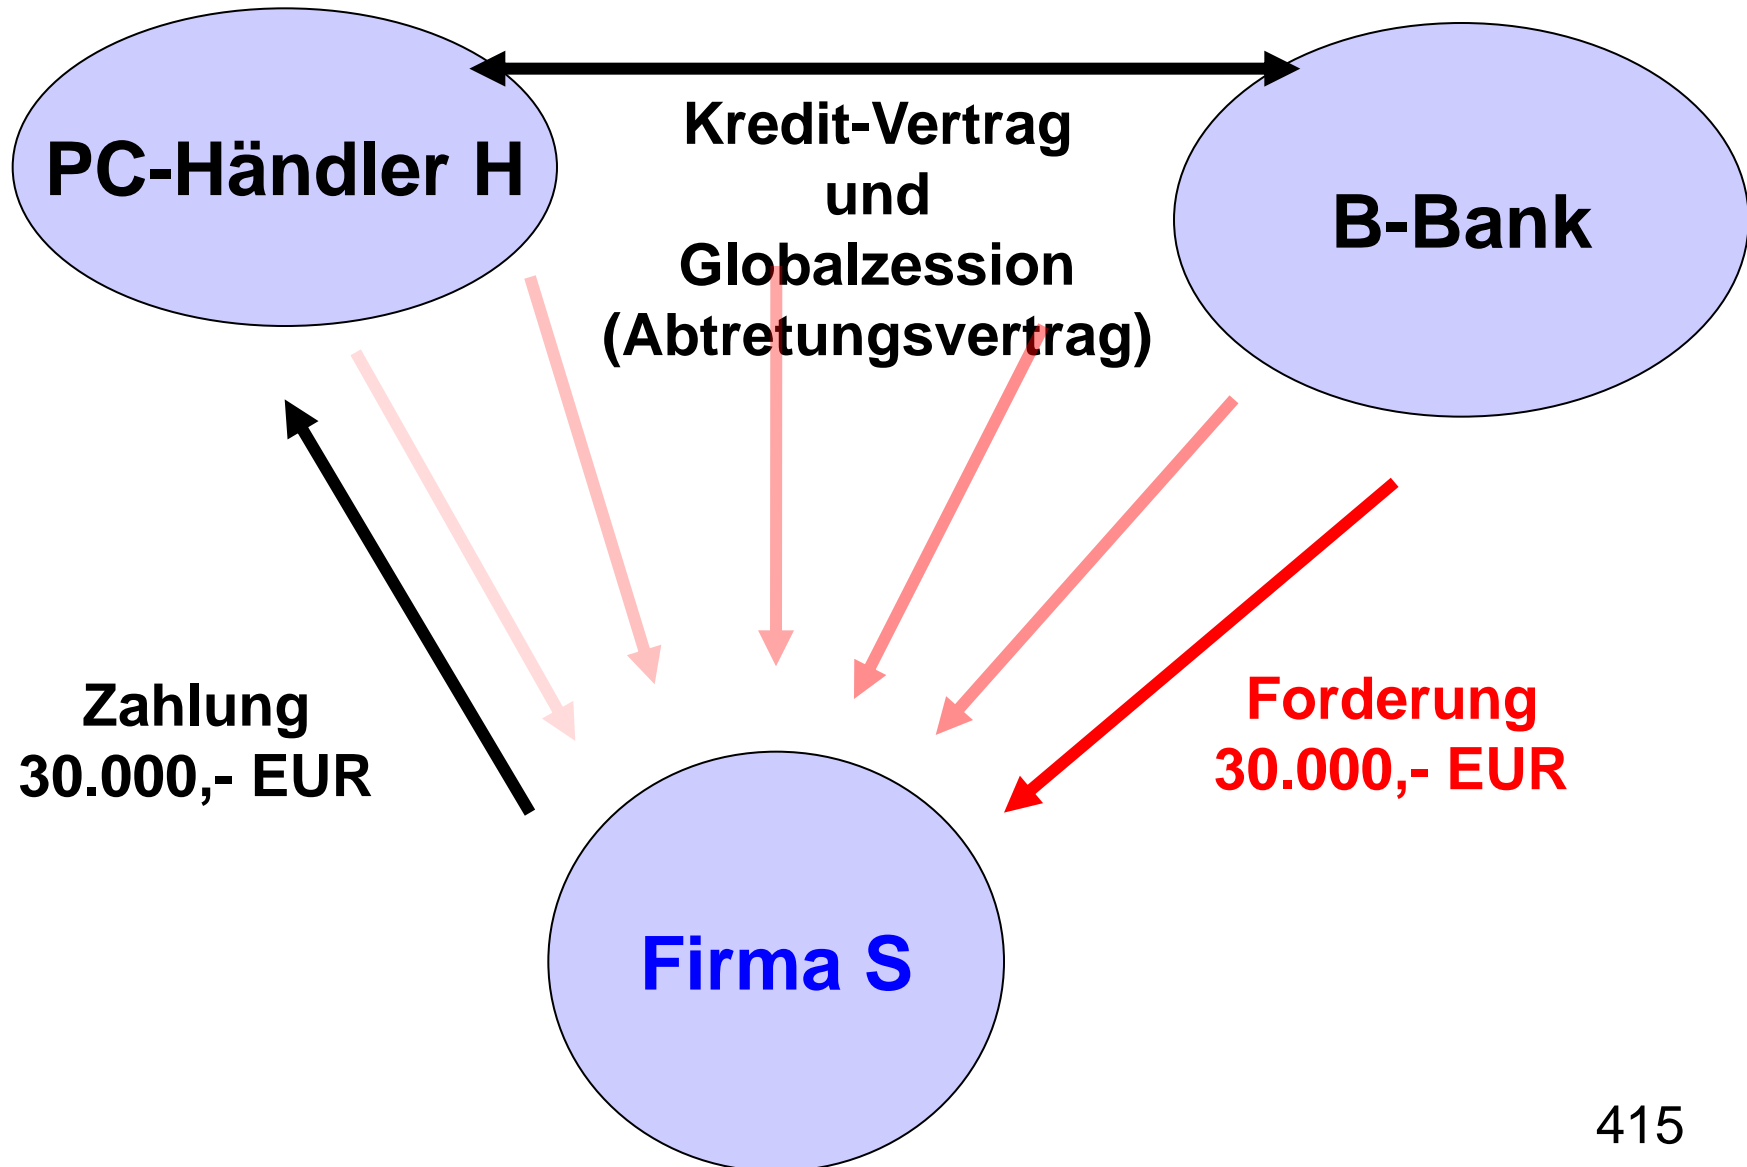 PC-Händler H
Kredit-Vertrag
und
Globalzession
(Abtretungsvertrag)
B-Bank
Zahlung
30.000,- EUR
Forderung
30.000,- EUR
Firma S
415